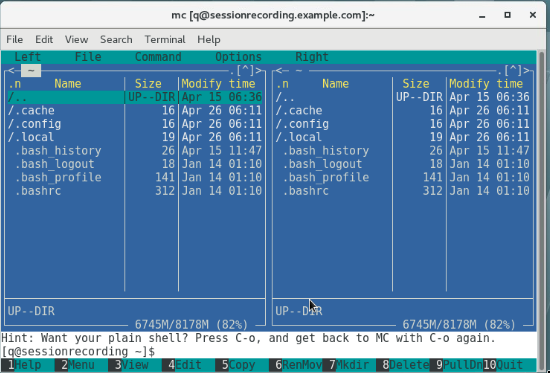 mc [q@sessionrecording.example.com]:~
File Edit View Search Terminal Help
Left File Command Options Right
<─ ~ ──.[^]> <─ ~ ──.[^]>
.n Name Size Modify time .n Name Size Modify time
/.. UP--DIR Apr 15 06:36 /.. UP--DIR Apr 15 06:36
/.cache 16 Apr 26 06:11 /.cache 16 Apr 26 06:11
/.config 16 Apr 26 06:11 /.config 16 Apr 26 06:11
/.local 19 Apr 26 06:11 /.local 19 Apr 26 06:11
.bash_history 26 Apr 15 11:47 .bash_history 26 Apr 15 11:47
.bash_logout 18 Jan 14 01:10 .bash_logout 18 Jan 14 01:10
.bash_profile 141 Jan 14 01:10 .bash_profile 141 Jan 14 01:10
.bashrc 312 Jan 14 01:10 .bashrc 312 Jan 14 01:10
UP--DIR UP--DIR
6745M/8178M (82%) 6745M/8178M (82%)
Hint: Want your plain shell? Press C-o, and get back to MC with C-o again.
[q@sessionrecording ~]$
1Help 2Menu 3View 4Edit 5Copy 6RenMov 7Mkdir 8Delete 9PullDn 10Quit